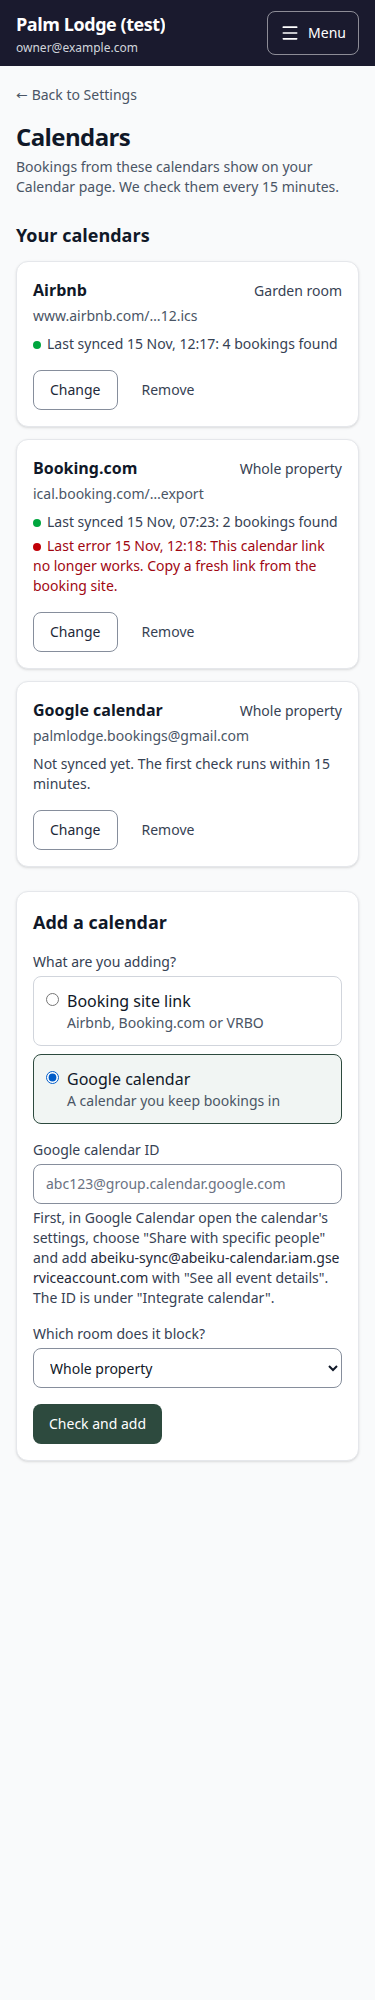 Palm Lodge (test)
owner@example.com
Menu
← Back to Settings
Calendars
Bookings from these calendars show on your
Calendar page. We check them every 15 minutes.
Your calendars
Airbnb
Garden room
www.airbnb.com/…12.ics
Last synced 15 Nov, 12:17: 4 bookings found
Change
Remove
Booking.com
Whole property
ical.booking.com/…export
Last synced 15 Nov, 07:23: 2 bookings found
Last error 15 Nov, 12:18: This calendar link
no longer works. Copy a fresh link from the
booking site.
Change
Remove
Google calendar
Whole property
palmlodge.bookings@gmail.com
Not synced yet. The first check runs within 15
minutes.
Change
Remove
Add a calendar
What are you adding?
Booking site link
Airbnb, Booking.com or VRBO
Google calendar
A calendar you keep bookings in
Google calendar ID
abc123@group.calendar.google.com
First, in Google Calendar open the calendar's
settings, choose "Share with specific people"
and add abeiku-sync@abeiku-calendar.iam.gse
rviceaccount.com with "See all event details".
The ID is under "Integrate calendar".
Which room does it block?
Whole property
Check and add